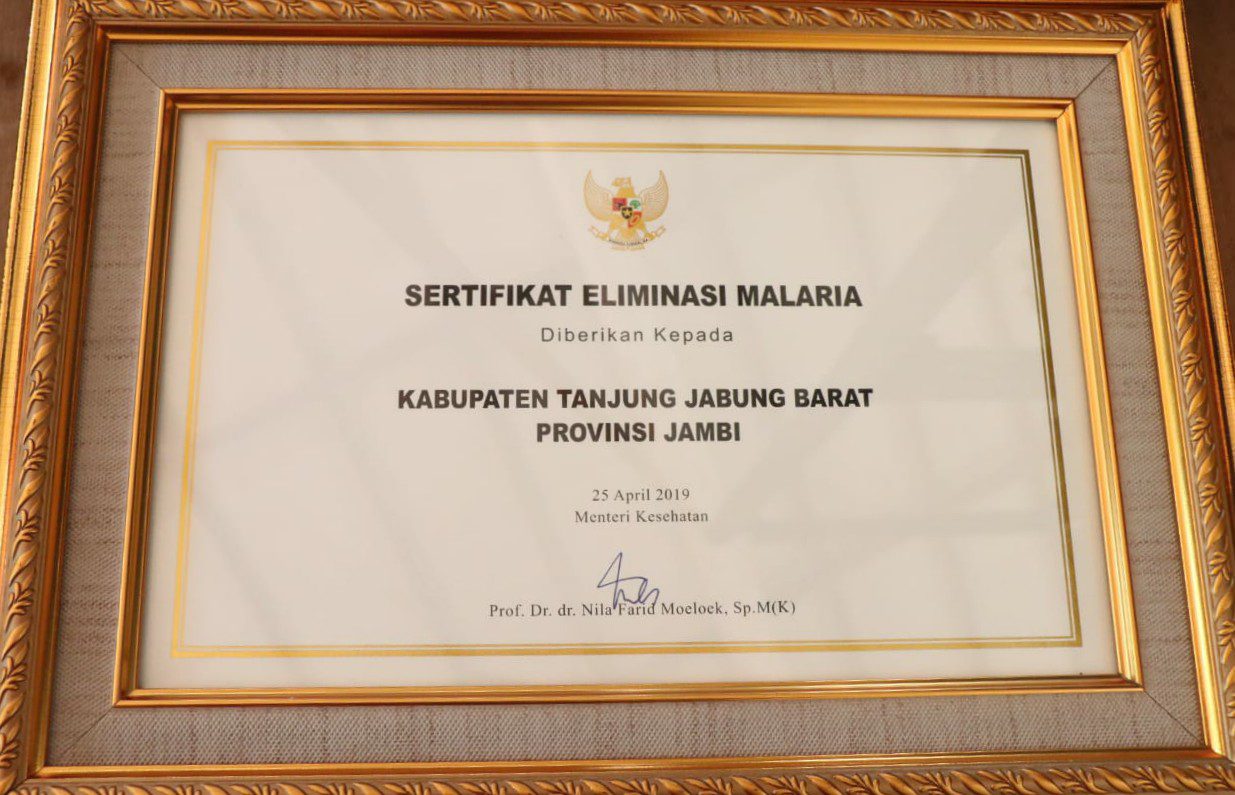 SERTIFIKAT ELIMINASI MALARIA
Diberikan Kepada
KABUPATEN TANJUNG JABUNG BARAT
PROVINSI JAMBI
25 April 2019
Menteri Kesehatan
Prof. Dr. dr. Nila Farid Moeloek, Sp.M(K)